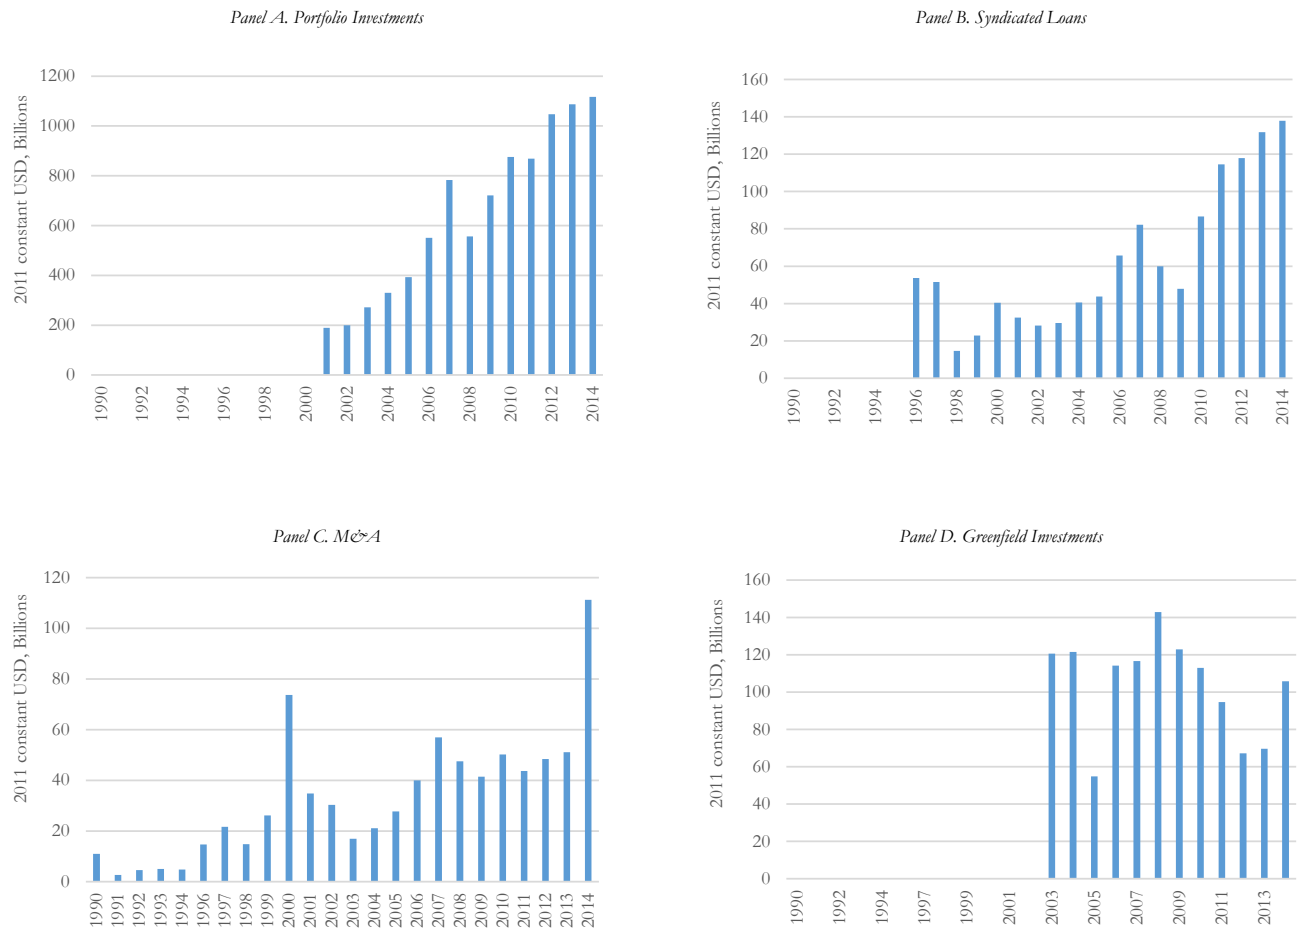 Panel A. Portfolio Investments
2011 constant USD, Billions
1200
1000
800
600
400
200
0
1990 1992 1994 1996 1998 2000 2002 2004 2006 2008 2010 2012 2014
Panel B. Syndicated Loans
2011 constant USD, Billions
160
140
120
100
80
60
40
20
0
1990 1992 1994 1996 1998 2000 2002 2004 2006 2008 2010 2012 2014
Panel C. M&A
2011 constant USD, Billions
120
100
80
60
40
20
0
1990 1991 1992 1993 1994 1996 1997 1998 1999 2000 2001 2002 2003 2004 2005 2006 2007 2008 2009 2010 2011 2012 2013 2014
Panel D. Greenfield Investments
2011 constant USD, Billions
160
140
120
100
80
60
40
20
0
1990 1992 1994 1997 1999 2001 2003 2005 2007 2009 2011 2013